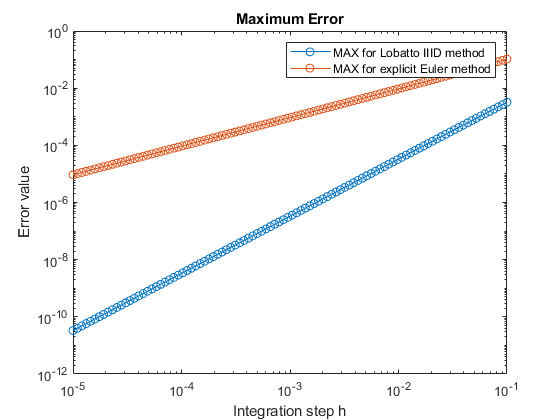 Maximum Error
MAX for Lobatto IIID method
MAX for explicit Euler method
10^0
10^-2
10^-4
10^-6
10^-8
10^-10
10^-12
Error value
10^-5
10^-4
10^-3
10^-2
10^-1
Integration step h